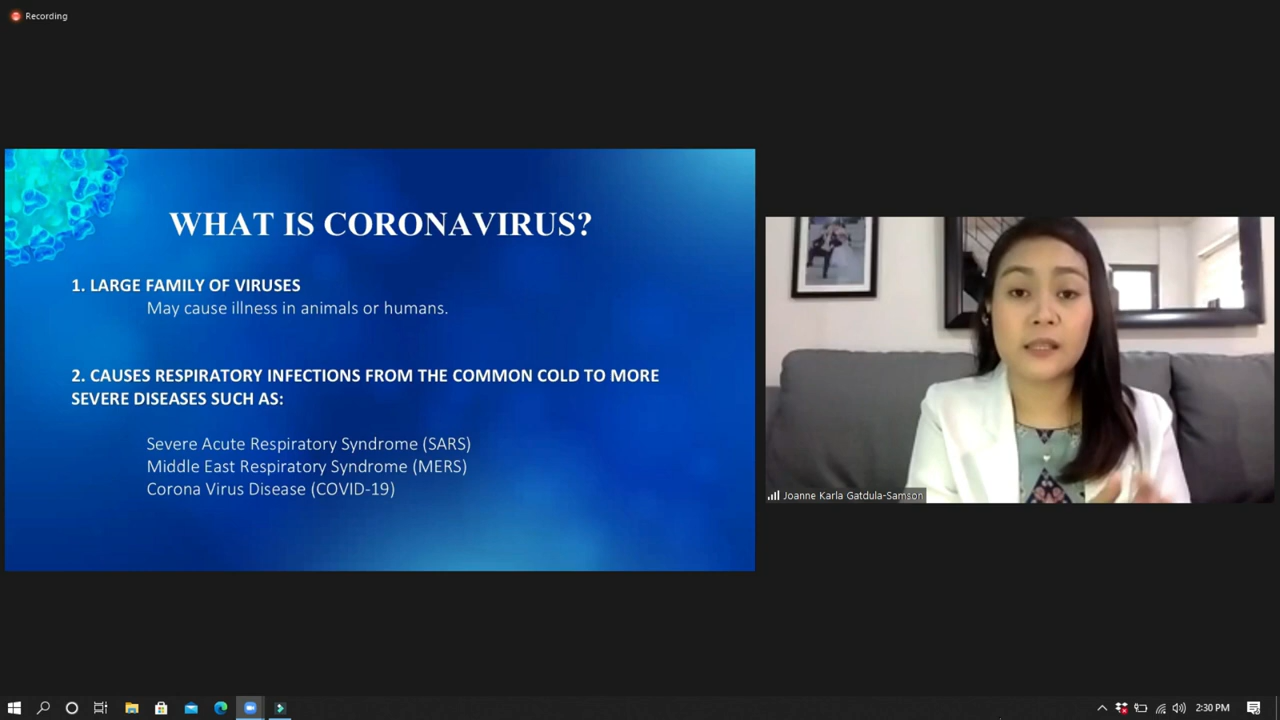 Recording
WHAT IS CORONAVIRUS?
1. LARGE FAMILY OF VIRUSES
May cause illness in animals or humans.
2. CAUSES RESPIRATORY INFECTIONS FROM THE COMMON COLD TO MORE
SEVERE DISEASES SUCH AS:
Severe Acute Respiratory Syndrome (SARS)
Middle East Respiratory Syndrome (MERS)
Corona Virus Disease (COVID-19)
Joanne Karla Gatdula-Samson
2:30 PM